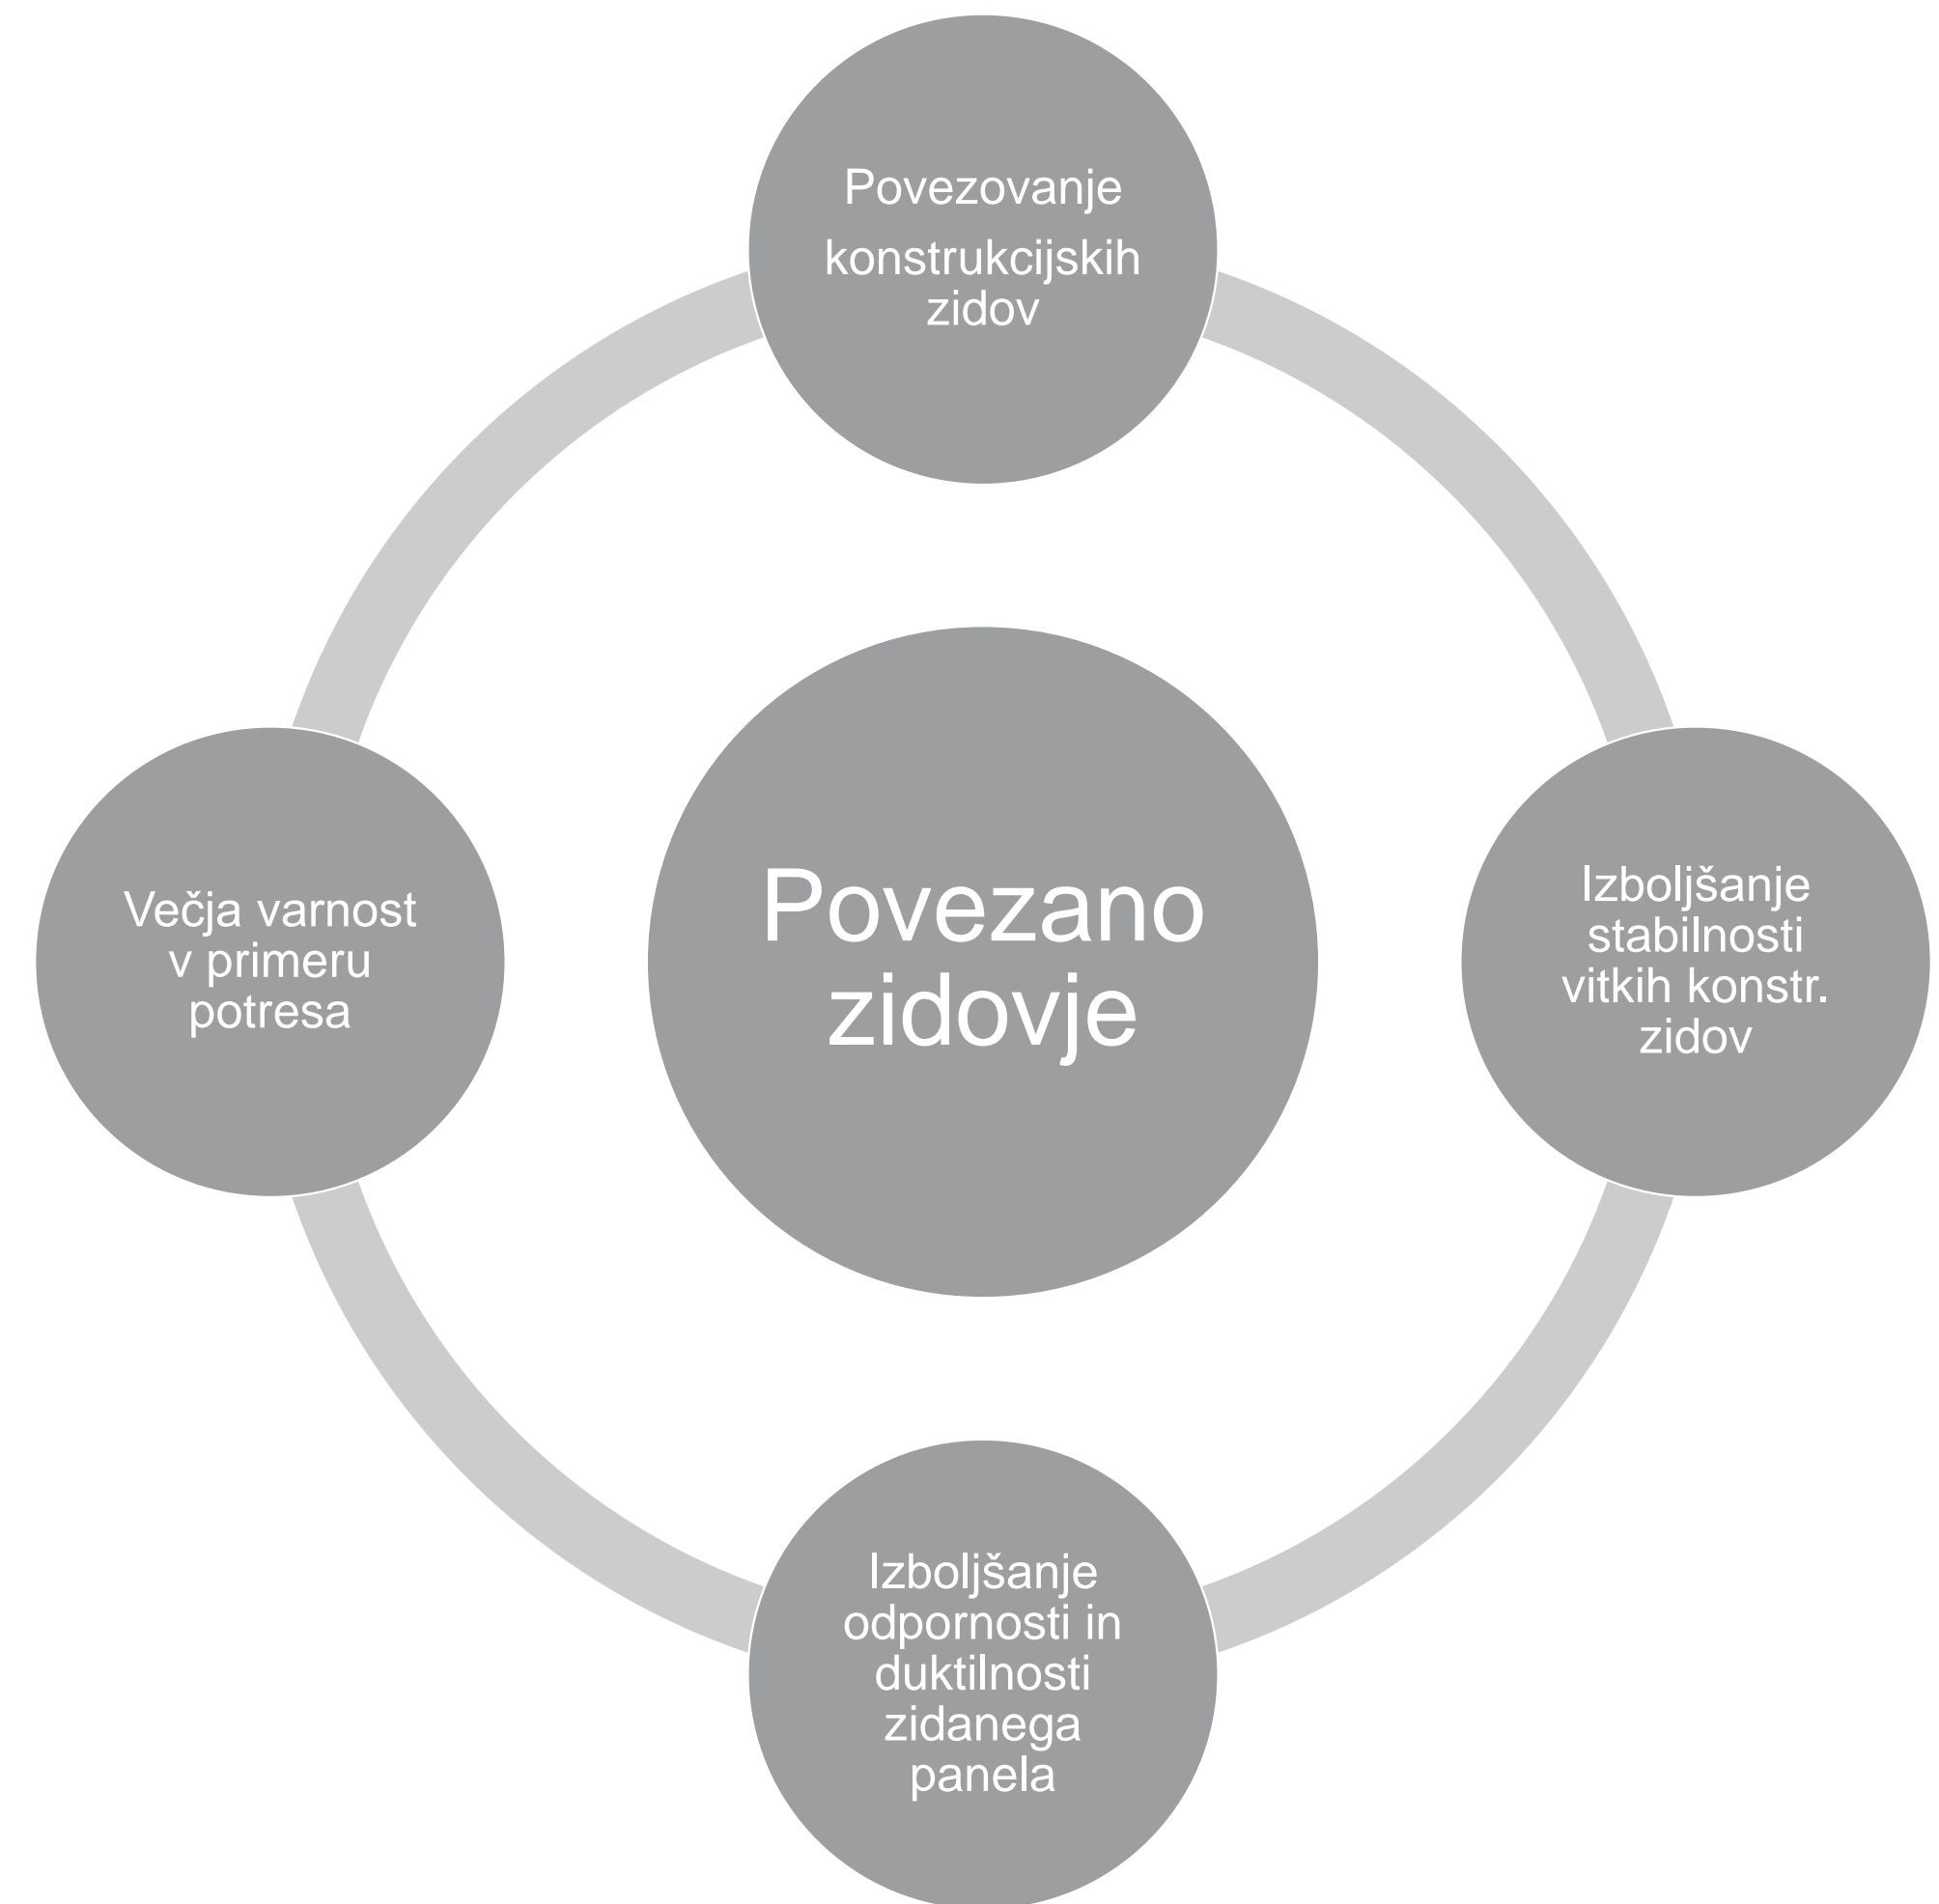 Povezovanje
konstrukcijskih
zidov
Večja varnost
v primeru
potresa
Povezano
zidovje
Izboljšanje
stabilnosti
vitkih konstr.
zidov
Izboljšanje
odpornosti in
duktilnosti
zidanega
panela